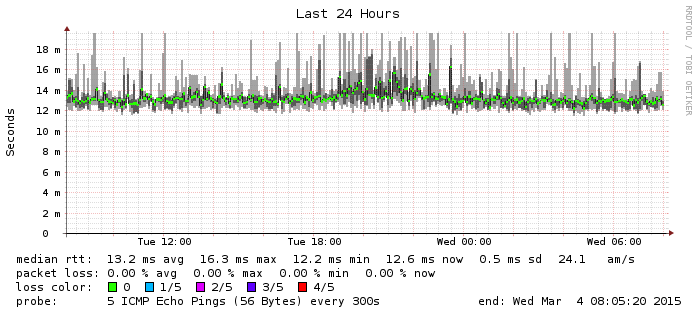 Last 24 Hours
RRDTOOL / TOBI OETIKER
Seconds
18 m
16 m
14 m
12 m
10 m
8 m
6 m
4 m
2 m
0
Tue 12:00 Tue 18:00 Wed 00:00 Wed 06:00
median rtt: 13.2 ms avg 16.3 ms max 12.2 ms min 12.6 ms now 0.5 ms sd 24.1 am/s
packet loss: 0.00 % avg 0.00 % max 0.00 % min 0.00 % now
loss color: 0 1/5 2/5 3/5 4/5
probe: 5 ICMP Echo Pings (56 Bytes) every 300s end: Wed Mar 4 08:05:20 2015